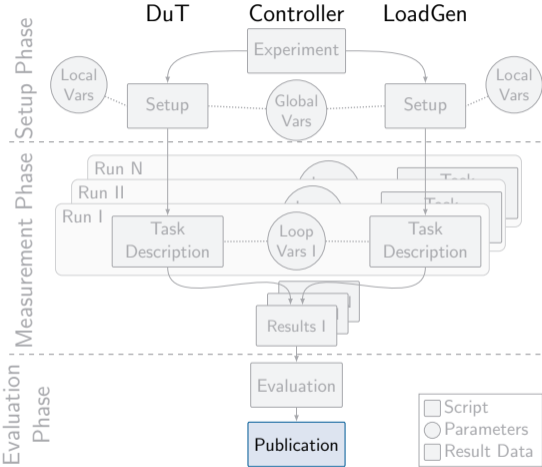 DuT Controller LoadGen
Setup Phase
Experiment
Local
Vars
Setup
Global
Vars
Setup
Local
Vars
Measurement Phase
Run N
Run II
Run I
Task
Task
Description
Loop
Vars I
Task
Description
Results I
Evaluation
Phase
Evaluation
Publication
Script
Parameters
Result Data